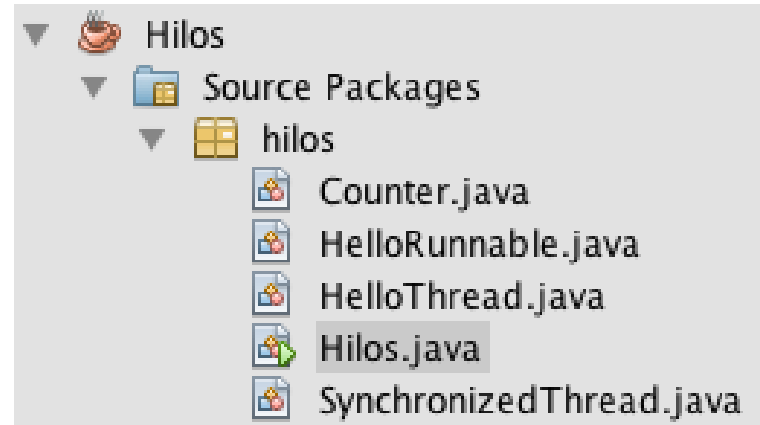 Hilos
Source Packages
hilos
Counter.java
HelloRunnable.java
HelloThread.java
Hilos.java
SynchronizedThread.java